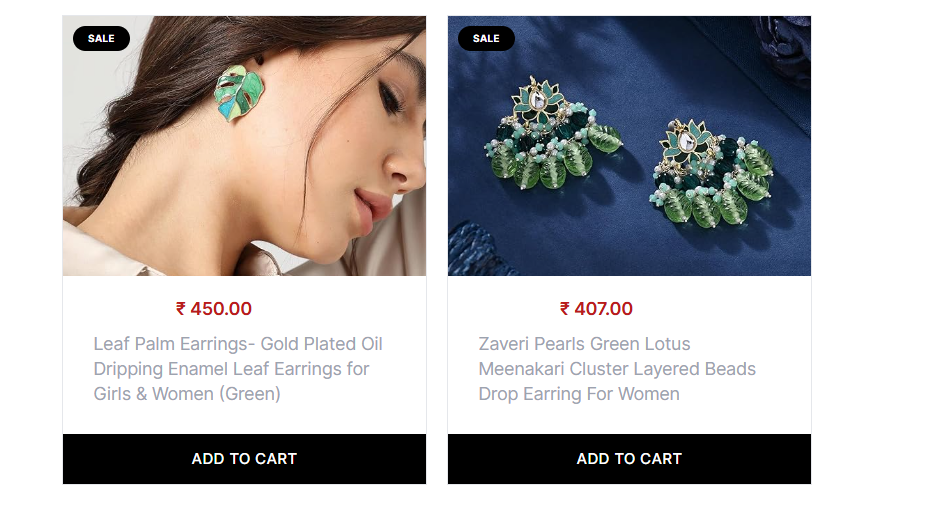 SALE
₹ 450.00
Leaf Palm Earrings- Gold Plated Oil
Dripping Enamel Leaf Earrings for
Girls & Women (Green)
ADD TO CART
SALE
₹ 407.00
Zaveri Pearls Green Lotus
Meenakari Cluster Layered Beads
Drop Earring For Women
ADD TO CART